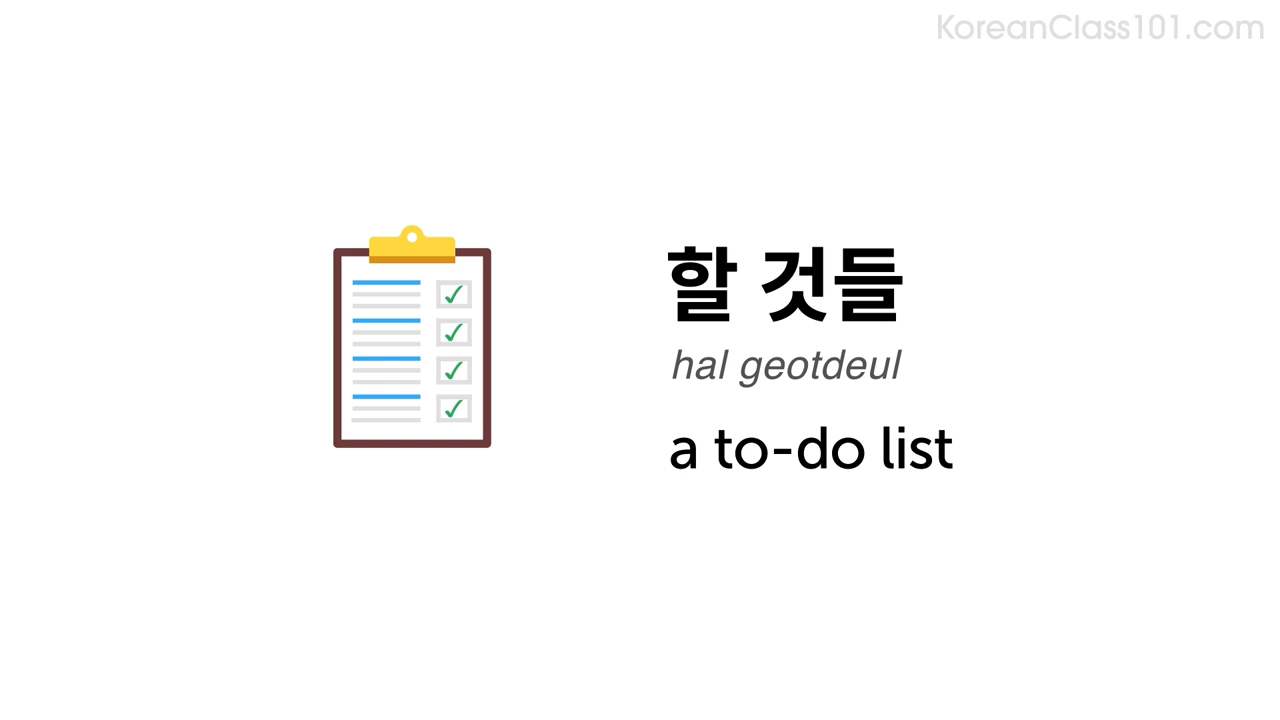 KoreanClass101.com
할 것들
hal geotdeul
a to-do list